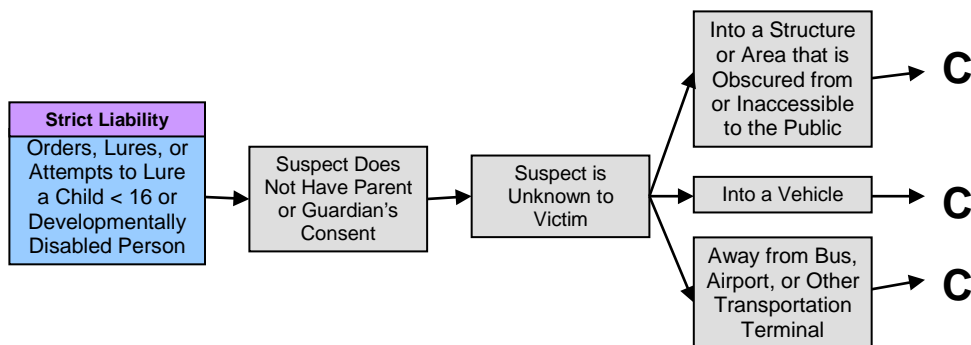 Strict Liability
Orders, Lures, or
Attempts to Lure
a Child < 16 or
Developmentally
Disabled Person
Suspect Does
Not Have Parent
or Guardian's
Consent
Suspect is
Unknown to
Victim
Into a Structure
or Area that is
Obscured from
or Inaccessible
to the Public
C
Into a Vehicle
C
Away from Bus,
Airport, or Other
Transportation
Terminal
C